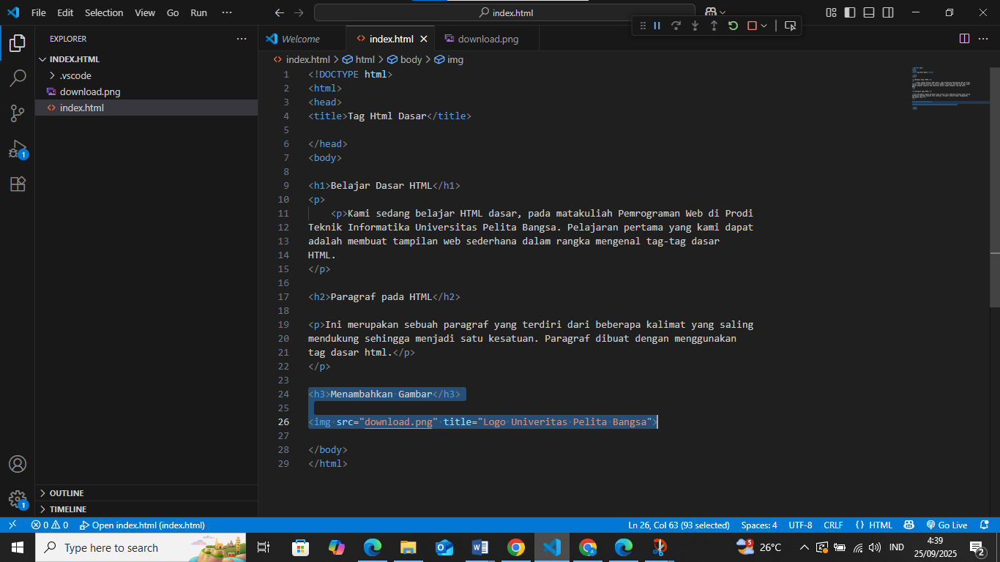 File Edit Selection View Go Run ···
index.html
EXPLORER ···
INDEX.HTML
.vscode
download.png
index.html
OUTLINE
TIMELINE
Welcome
index.html
download.png
index.html > html > body > img
1 <!DOCTYPE html>
2 <html>
3 <head>
4 <title>Tag Html Dasar</title>
5
6 </head>
7 <body>
8
9 <h1>Belajar Dasar HTML</h1>
10 <p>
11     <p>Kami sedang belajar HTML dasar, pada matakuliah Pemrograman Web di Prodi
12 Teknik Informatika Universitas Pelita Bangsa. Pelajaran pertama yang kami dapat
13 adalah membuat tampilan web sederhana dalam rangka mengenal tag-tag dasar
14 HTML.
15 </p>
16
17 <h2>Paragraf pada HTML</h2>
18
19 <p>Ini merupakan sebuah paragraf yang terdiri dari beberapa kalimat yang saling
20 mendukung sehingga menjadi satu kesatuan. Paragraf dibuat dengan menggunakan
21 tag dasar html.</p>
22 </p>
23
24 <h3>Menambahkan Gambar</h3>
25
26 <img src="download.png" title="Logo Univeritas Pelita Bangsa">
27
28 </body>
29 </html>
1
1
0 0 Open index.html (index.html)
Ln 26, Col 63 (93 selected) Spaces: 4 UTF-8 CRLF {} HTML Go Live
Type here to search
5 26°C IND
4:39
25/09/2025
2